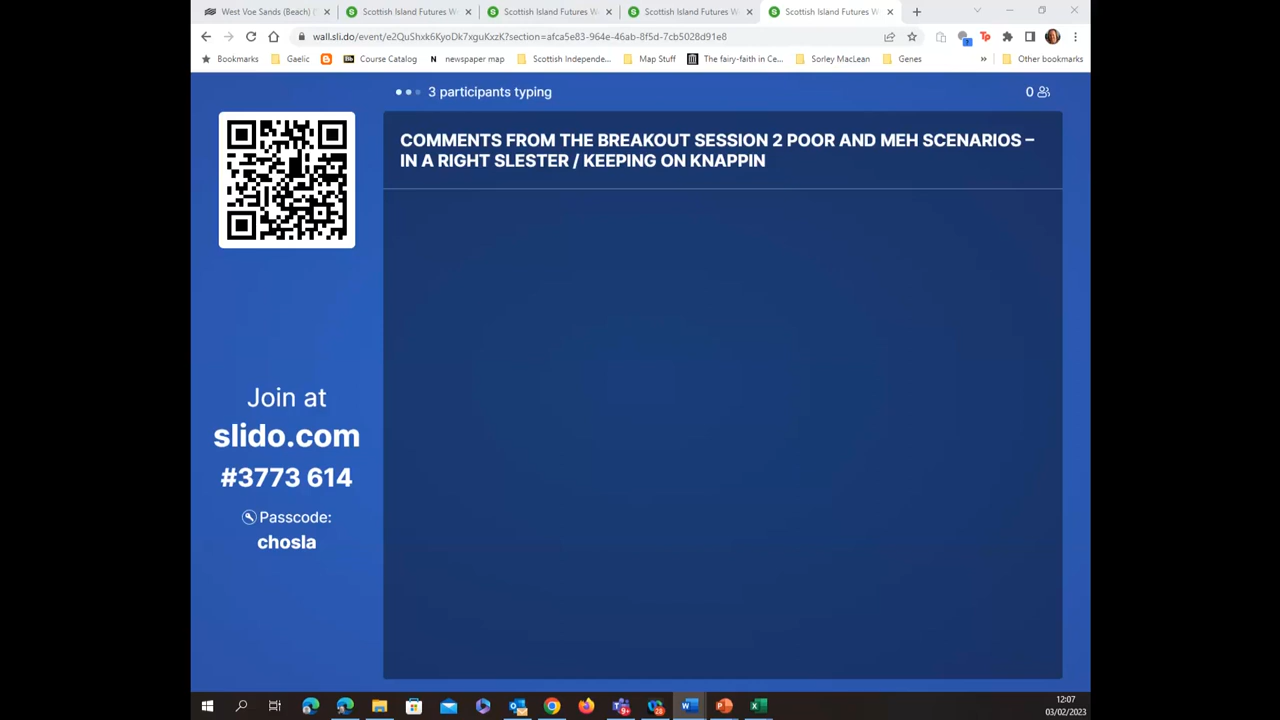 West Voe Sands (Beach)
Scottish Island Futures W
Scottish Island Futures W
Scottish Island Futures W
Scottish Island Futures W
wall.sli.do/event/e2QuShxk6KyoDk7xguKxzK?section=afca5e83-964e-46ab-8f5d-7cb5028d91e8
Bookmarks
Gaelic
Course Catalog
newspaper map
Scottish Independe...
Map Stuff
The fairy-faith in Ce...
Sorley MacLean
Genes
»
Other bookmarks
3 participants typing
0
COMMENTS FROM THE BREAKOUT SESSION 2 POOR AND MEH SCENARIOS –
IN A RIGHT SLESTER / KEEPING ON KNAPPIN
Join at
slido.com
#3773 614
Passcode:
chosla
12:07
03/02/2023